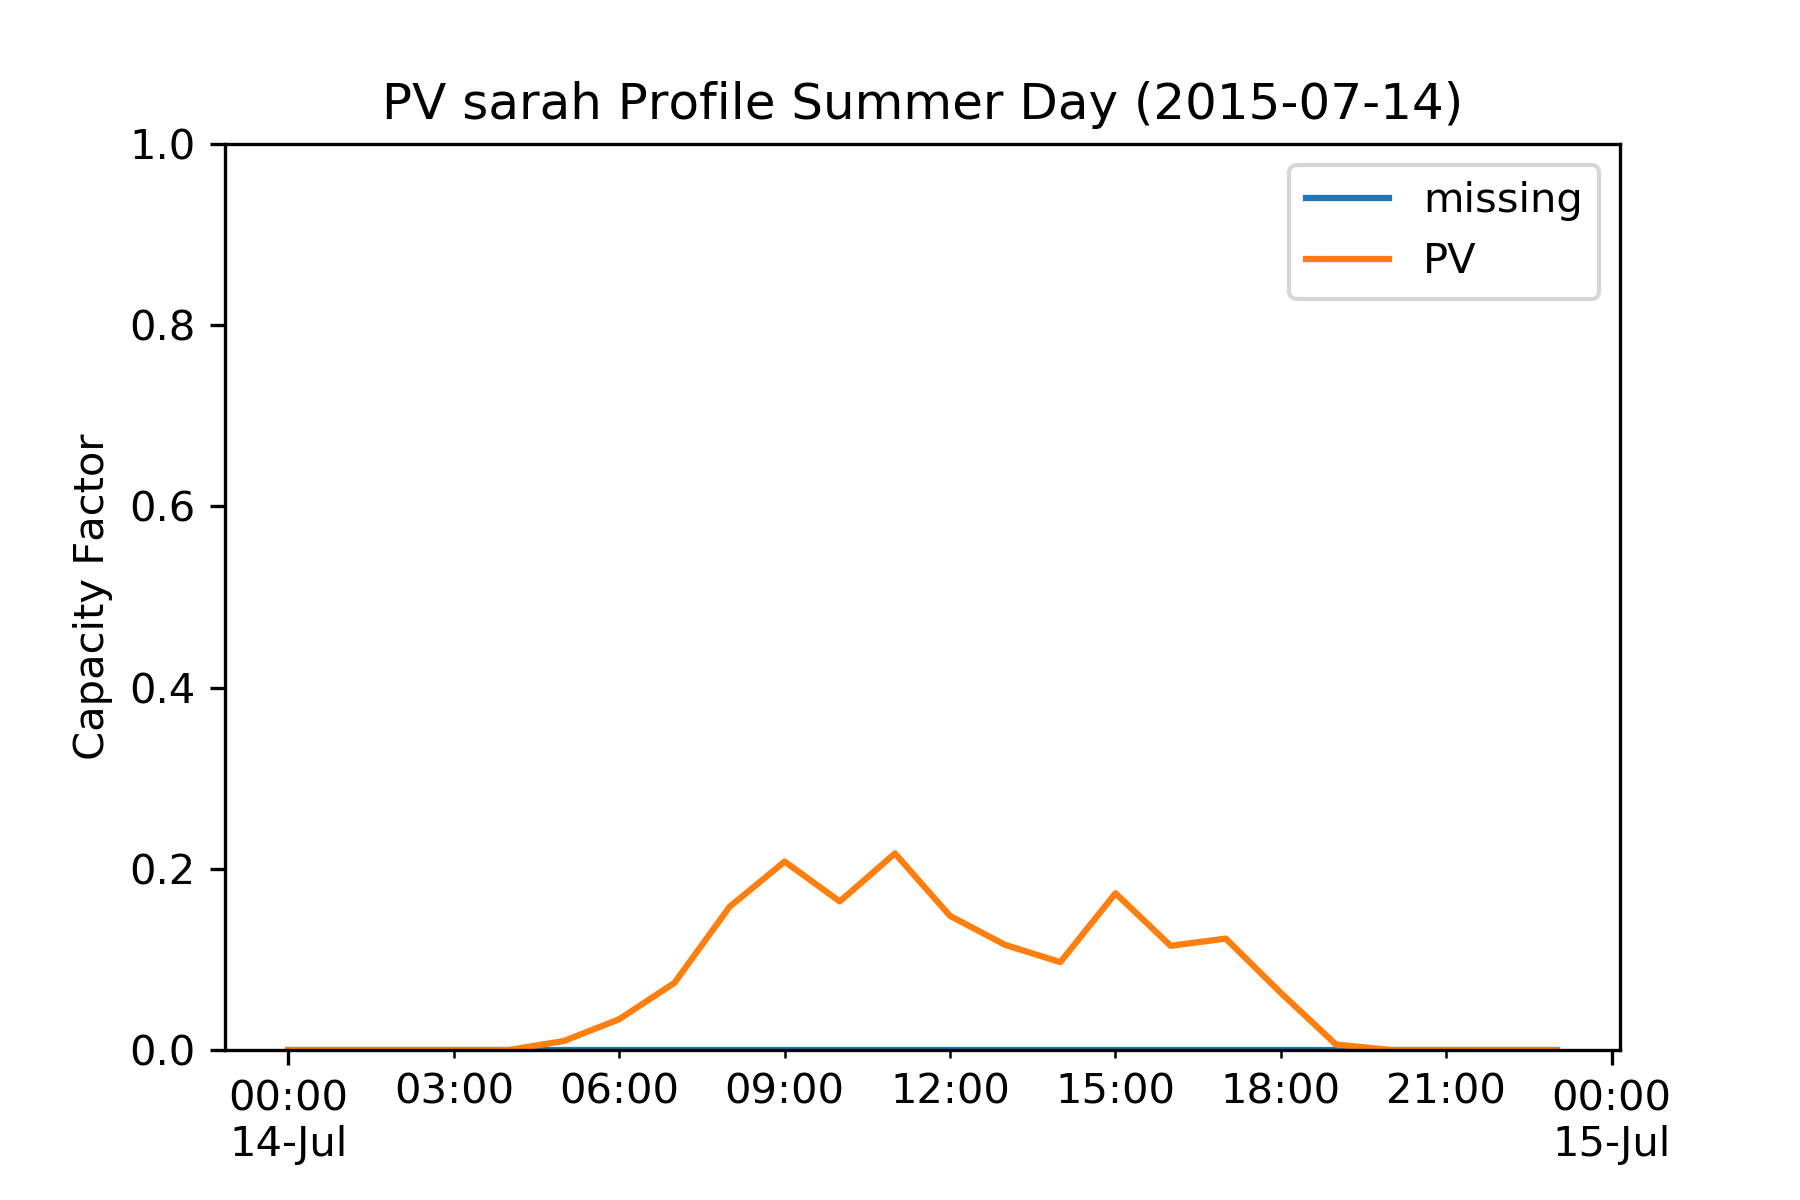 PV sarah Profile Summer Day (2015-07-14)
missing
PV
Capacity Factor
1.0
0.8
0.6
0.4
0.2
0.0
00:00 03:00 06:00 09:00 12:00 15:00 18:00 21:00 00:00
14-Jul 15-Jul